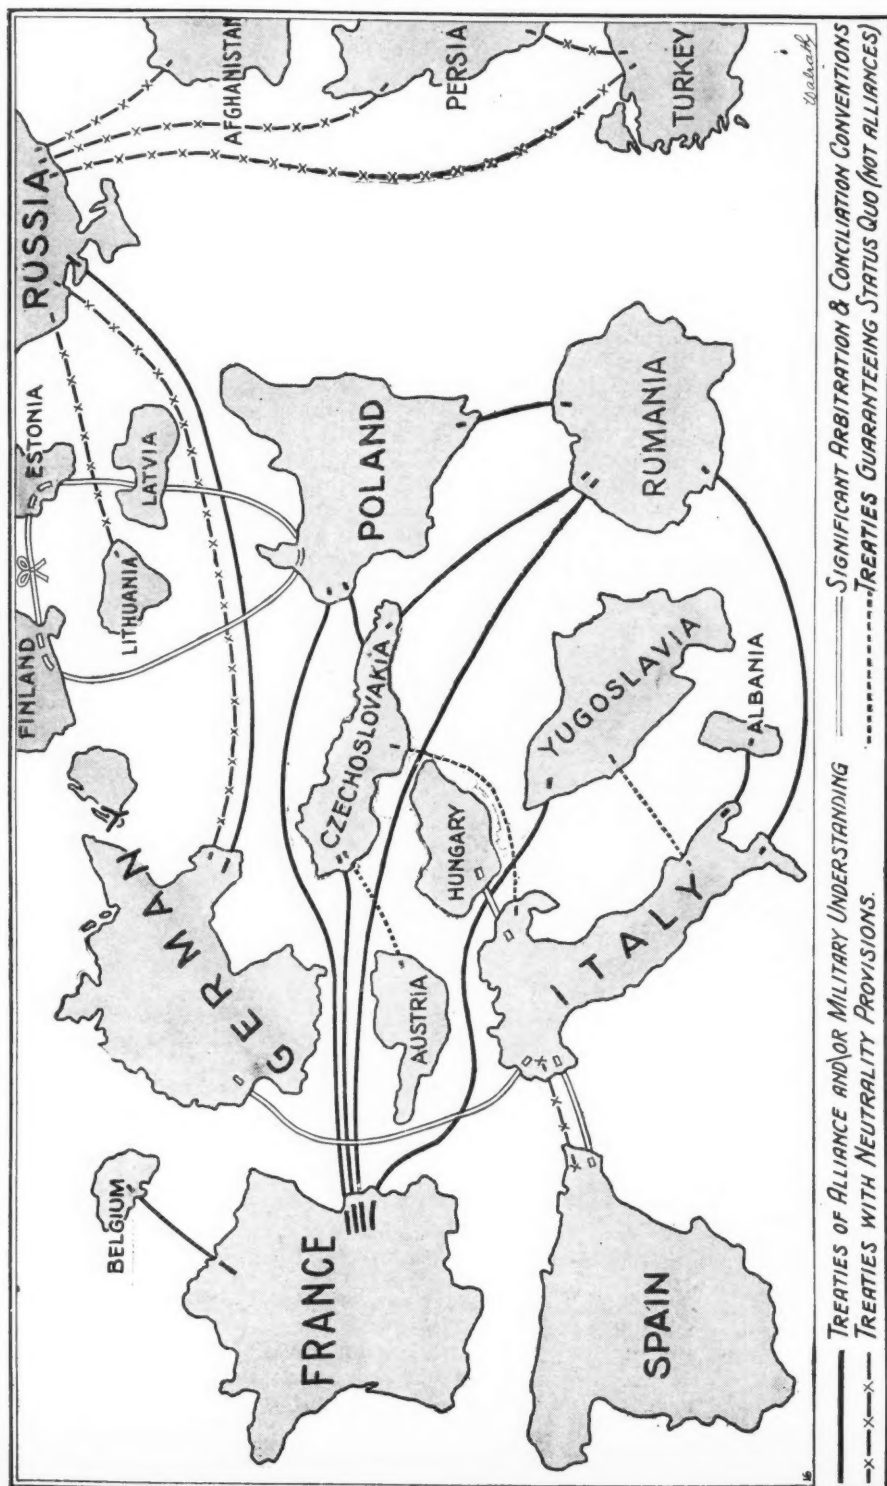 FINLAND
ESTONIA
RUSSIA
LATVIA
LITHUANIA
AFGHANISTAN
PERSIA
TURKEY
BELGIUM
GERMAN
POLAND
FRANCE
CZECHOSLOVAKIA
AUSTRIA
HUNGARY
RUMANIA
YUGOSLAVIA
ALBANIA
ITALY
SPAIN
16
TREATIES OF ALLIANCE AND\OR MILITARY UNDERSTANDING
SIGNIFICANT ARBITRATION & CONCILIATION CONVENTIONS
-x-x-x- TREATIES WITH NEUTRALITY PROVISIONS.
TREATIES GUARANTEEING STATUS QUO (NOT ALLIANCES)